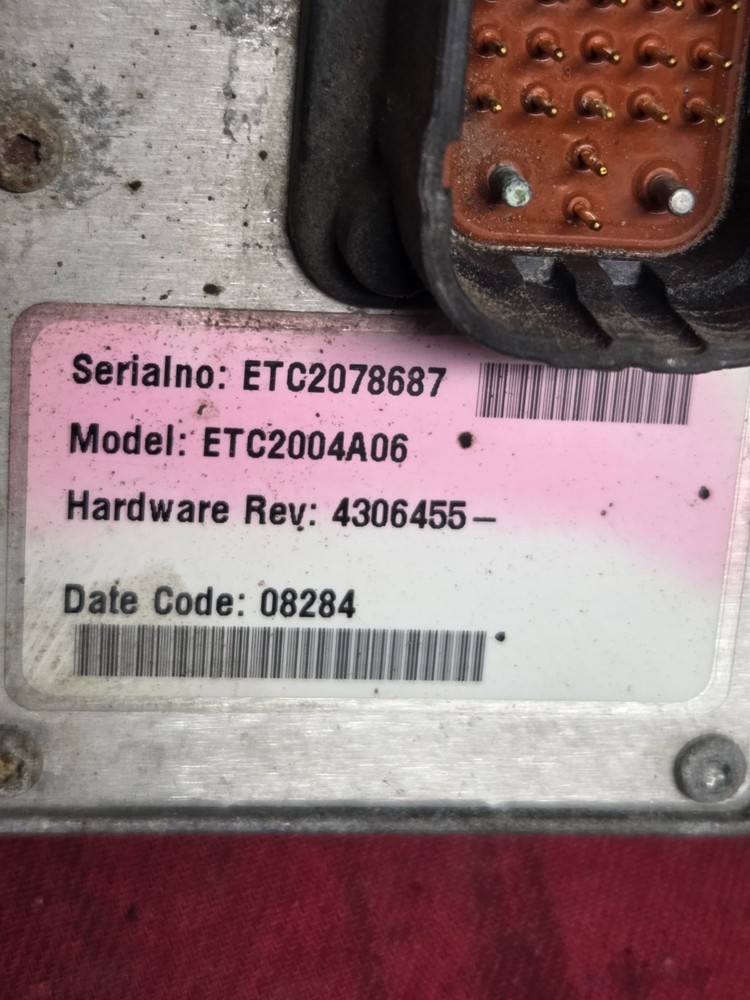 Serialno: ETC2078687
Model: ETC2004A06
Hardware Rev: 4306455–
Date Code: 08284